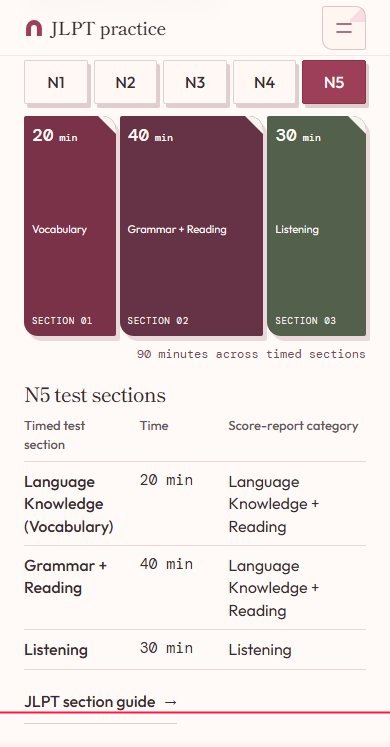 JLPT practice
N1
N2
N3
N4
N5
20 min
Vocabulary
SECTION 01
40 min
Grammar + Reading
SECTION 02
30 min
Listening
SECTION 03
90 minutes across timed sections
N5 test sections
Timed test section
Time
Score-report category
Language Knowledge (Vocabulary)
20 min
Language Knowledge + Reading
Grammar + Reading
40 min
Language Knowledge + Reading
Listening
30 min
Listening
JLPT section guide →